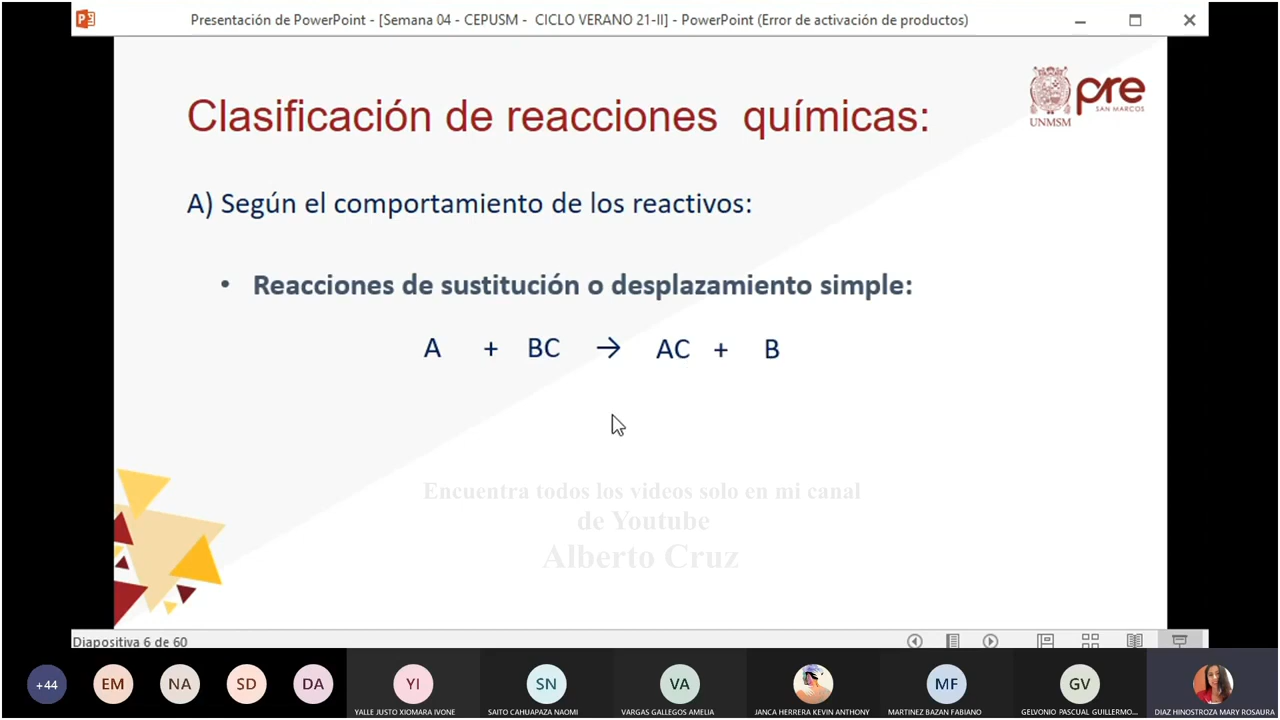 Presentación de PowerPoint - [Semana 04 - CEPUSM - CICLO VERANO 21-II] - PowerPoint (Error de activación de productos)
pre
SAN MARCOS
UNMSM
Clasificación de reacciones químicas:
A) Según el comportamiento de los reactivos:
• Reacciones de sustitución o desplazamiento simple:
A + BC → AC + B
Encuentra todos los videos solo en mi canal
de Youtube
Alberto Cruz
Diapositiva 6 de 60
+44 EM NA SD DA YI SN VA MF GV
YALLE JUSTO XIOMARA IVONE SAITO CAHUAPAZA NAOMI VARGAS GALLEGOS AMELIA JANCA HERRERA KEVIN ANTHONY MARTINEZ BAZAN FABIANO GELVONIO PASCUAL GUILLERMO... DIAZ HINOSTROZA MARY ROSAURA